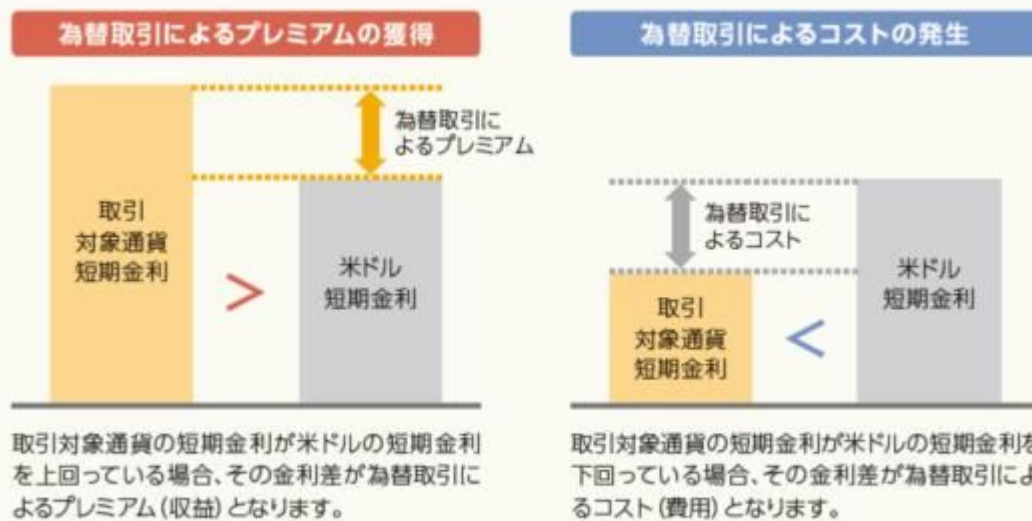 為替取引によるプレミアムの獲得
為替取引に
よるプレミアム
取引
対象通貨
短期金利
>
米ドル
短期金利
取引対象通貨の短期金利が米ドルの短期金利
を上回っている場合、その金利差が為替取引に
よるプレミアム(収益)となります。
為替取引によるコストの発生
為替取引に
よるコスト
取引
対象通貨
短期金利
<
米ドル
短期金利
取引対象通貨の短期金利が米ドルの短期金利を
下回っている場合、その金利差が為替取引によ
るコスト(費用)となります。